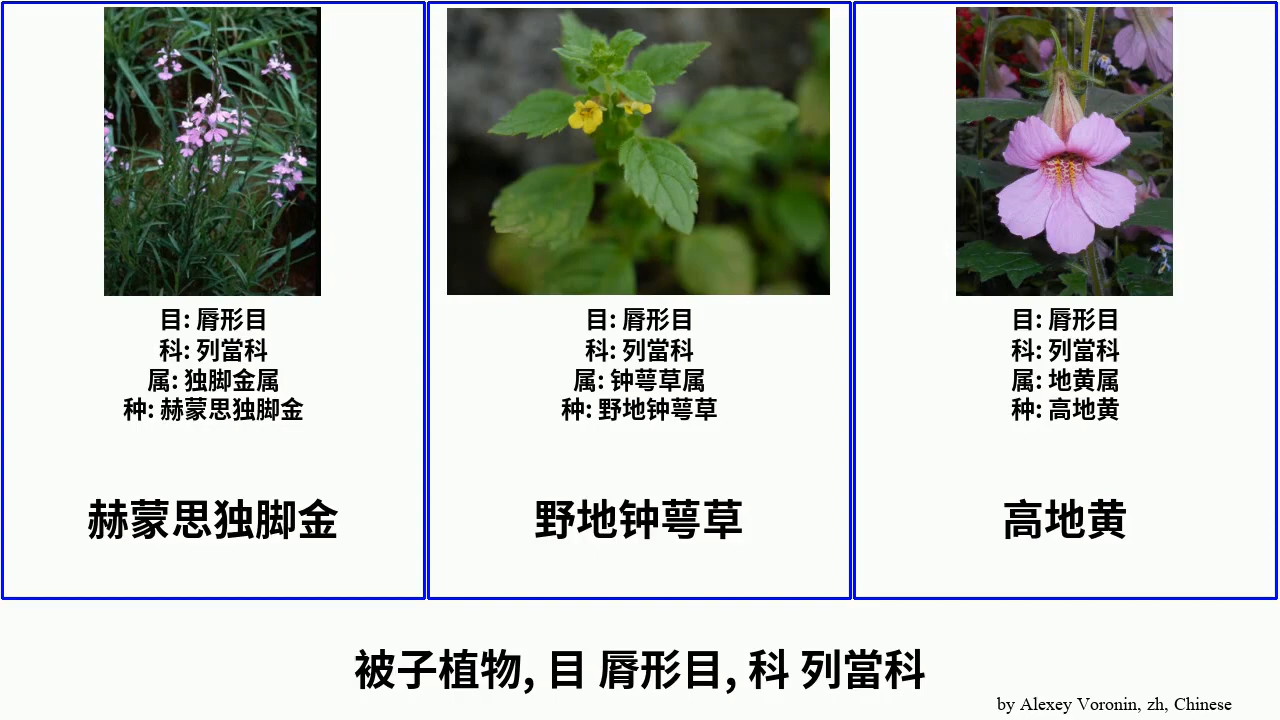 目: 脣形目
科: 列當科
属: 独脚金属
种: 赫蒙思独脚金
赫蒙思独脚金
目: 脣形目
科: 列當科
属: 钟萼草属
种: 野地钟萼草
野地钟萼草
目: 脣形目
科: 列當科
属: 地黄属
种: 高地黄
高地黄
被子植物, 目 脣形目, 科 列當科
by Alexey Voronin, zh, Chinese